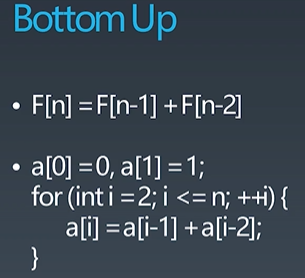 Bottom Up
• F[n] = F[n-1] + F[n-2]
• a[0] = 0, a[1] = 1;
for (int i = 2; i <= n; ++i) {
a[i] = a[i-1] + a[i-2];
}